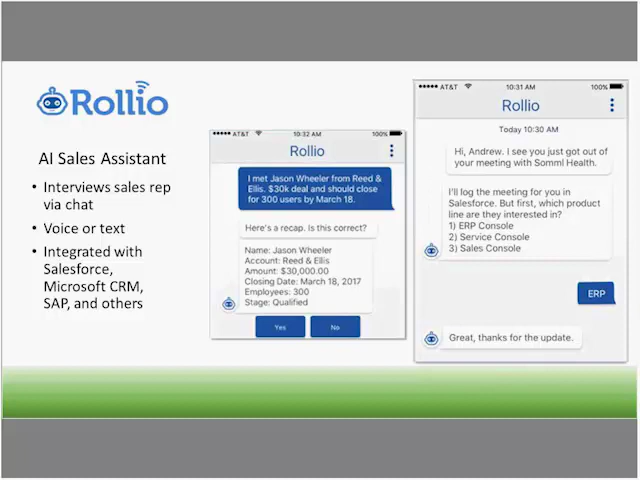 Rollio
AI Sales Assistant
• Interviews sales rep
via chat
• Voice or text
• Integrated with
Salesforce,
Microsoft CRM,
SAP, and others
AT&T 10:32 AM 100%
Rollio
I met Jason Wheeler from Reed &
Ellis. $30k deal and should close
for 300 users by March 18.
Here's a recap. Is this correct?
Name: Jason Wheeler
Account: Reed & Ellis
Amount: $30,000.00
Closing Date: March 18, 2017
Employees: 300
Stage: Qualified
Yes No
AT&T 10:31 AM 100%
Rollio
Today 10:30 AM
Hi, Andrew. I see you just got out of
your meeting with Somml Health.
I'll log the meeting for you in
Salesforce. But first, which product
line are they interested in?
1) ERP Console
2) Service Console
3) Sales Console
ERP
Great, thanks for the update.